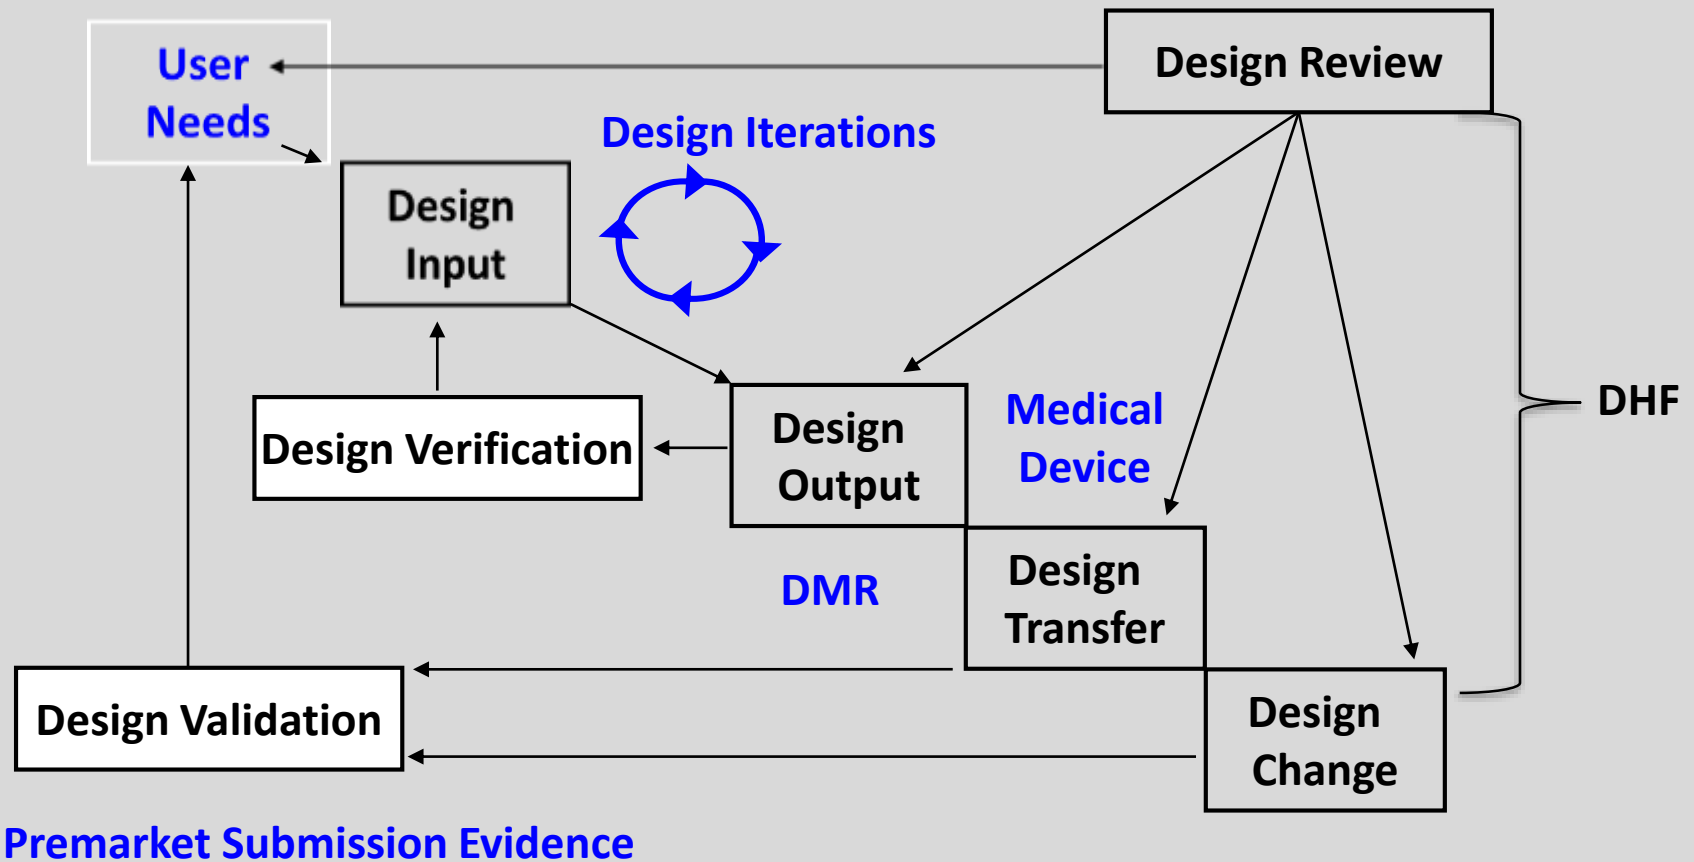 User
Needs
Design Review
Design Iterations
Design
Input
Design Verification
Design
Output
Medical
Device
DHF
DMR
Design
Transfer
Design Validation
Design
Change
Premarket Submission Evidence